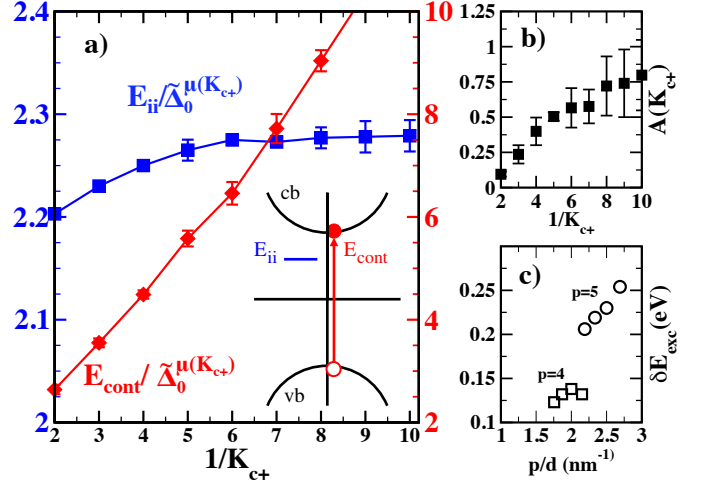 a)
E_ii/Δ̃_0^μ(K_c+)
E_cont/Δ̃_0^μ(K_c+)
2.4
2.3
2.2
2.1
2
10
8
6
4
2
2 3 4 5 6 7 8 9 10
1/K_c+
cb
E_ii
E_cont
vb
b)
1
0.75
0.5
0.25
0
2 4 6 8 10
1/K_c+
A(K_c+)
c)
p=5
p=4
0.25
0.2
0.15
0.1
1 1.5 2 2.5 3
p/d (nm⁻¹)
δE_exc(eV)